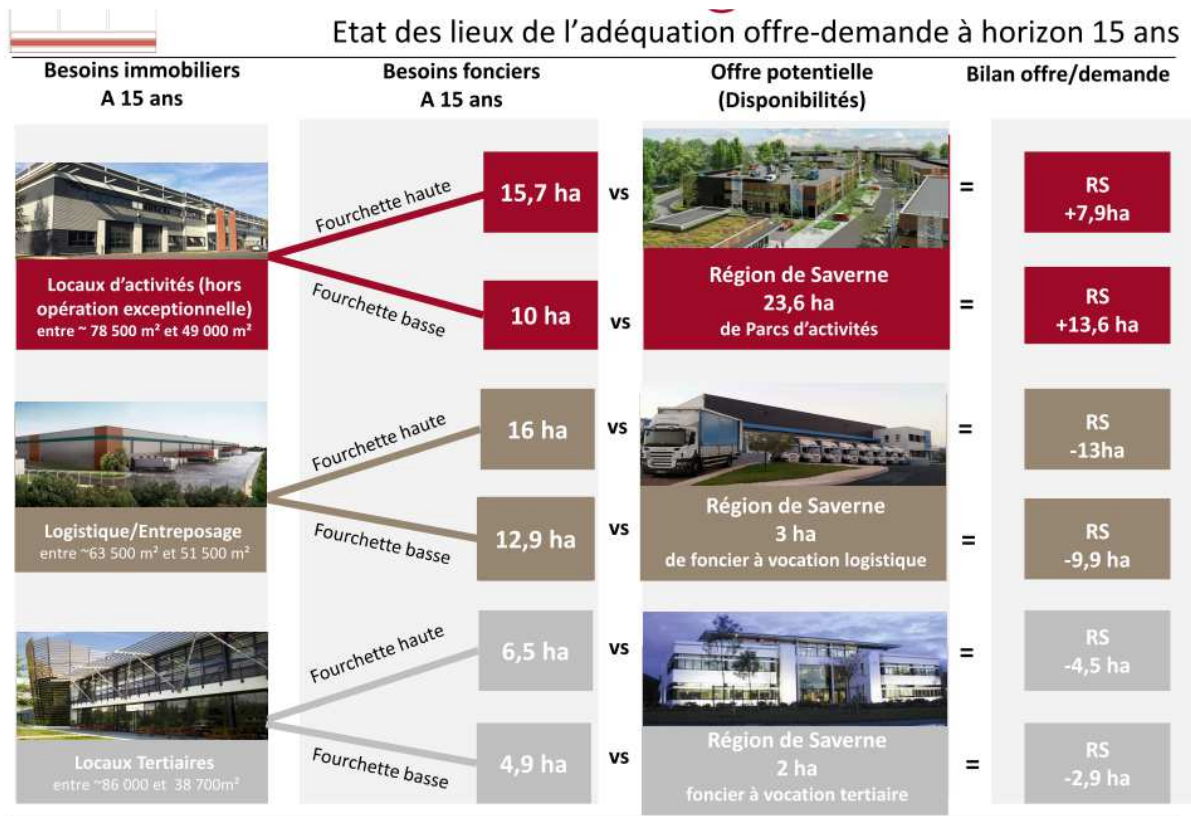 Etat des lieux de l'adéquation offre-demande à horizon 15 ans
Besoins immobiliers
A 15 ans
Besoins fonciers
A 15 ans
Offre potentielle
(Disponibilités)
Bilan offre/demande
Locaux d'activités (hors
opération exceptionnelle)
entre ~ 78 500 m² et 49 000 m²
Fourchette haute
Fourchette basse
15,7 ha
10 ha
vs
vs
Région de Saverne
23,6 ha
de Parcs d'activités
=
=
RS
+7,9ha
RS
+13,6 ha
Logistique/Entreposage
entre ~63 500 m² et 51 500 m²
Fourchette haute
Fourchette basse
16 ha
12,9 ha
vs
vs
Région de Saverne
3 ha
de foncier à vocation logistique
=
=
RS
-13ha
RS
-9,9 ha
Locaux Tertiaires
entre ~86 000 et 38 700m²
Fourchette haute
Fourchette basse
6,5 ha
4,9 ha
vs
vs
Région de Saverne
2 ha
foncier à vocation tertiaire
=
=
RS
-4,5 ha
RS
-2,9 ha